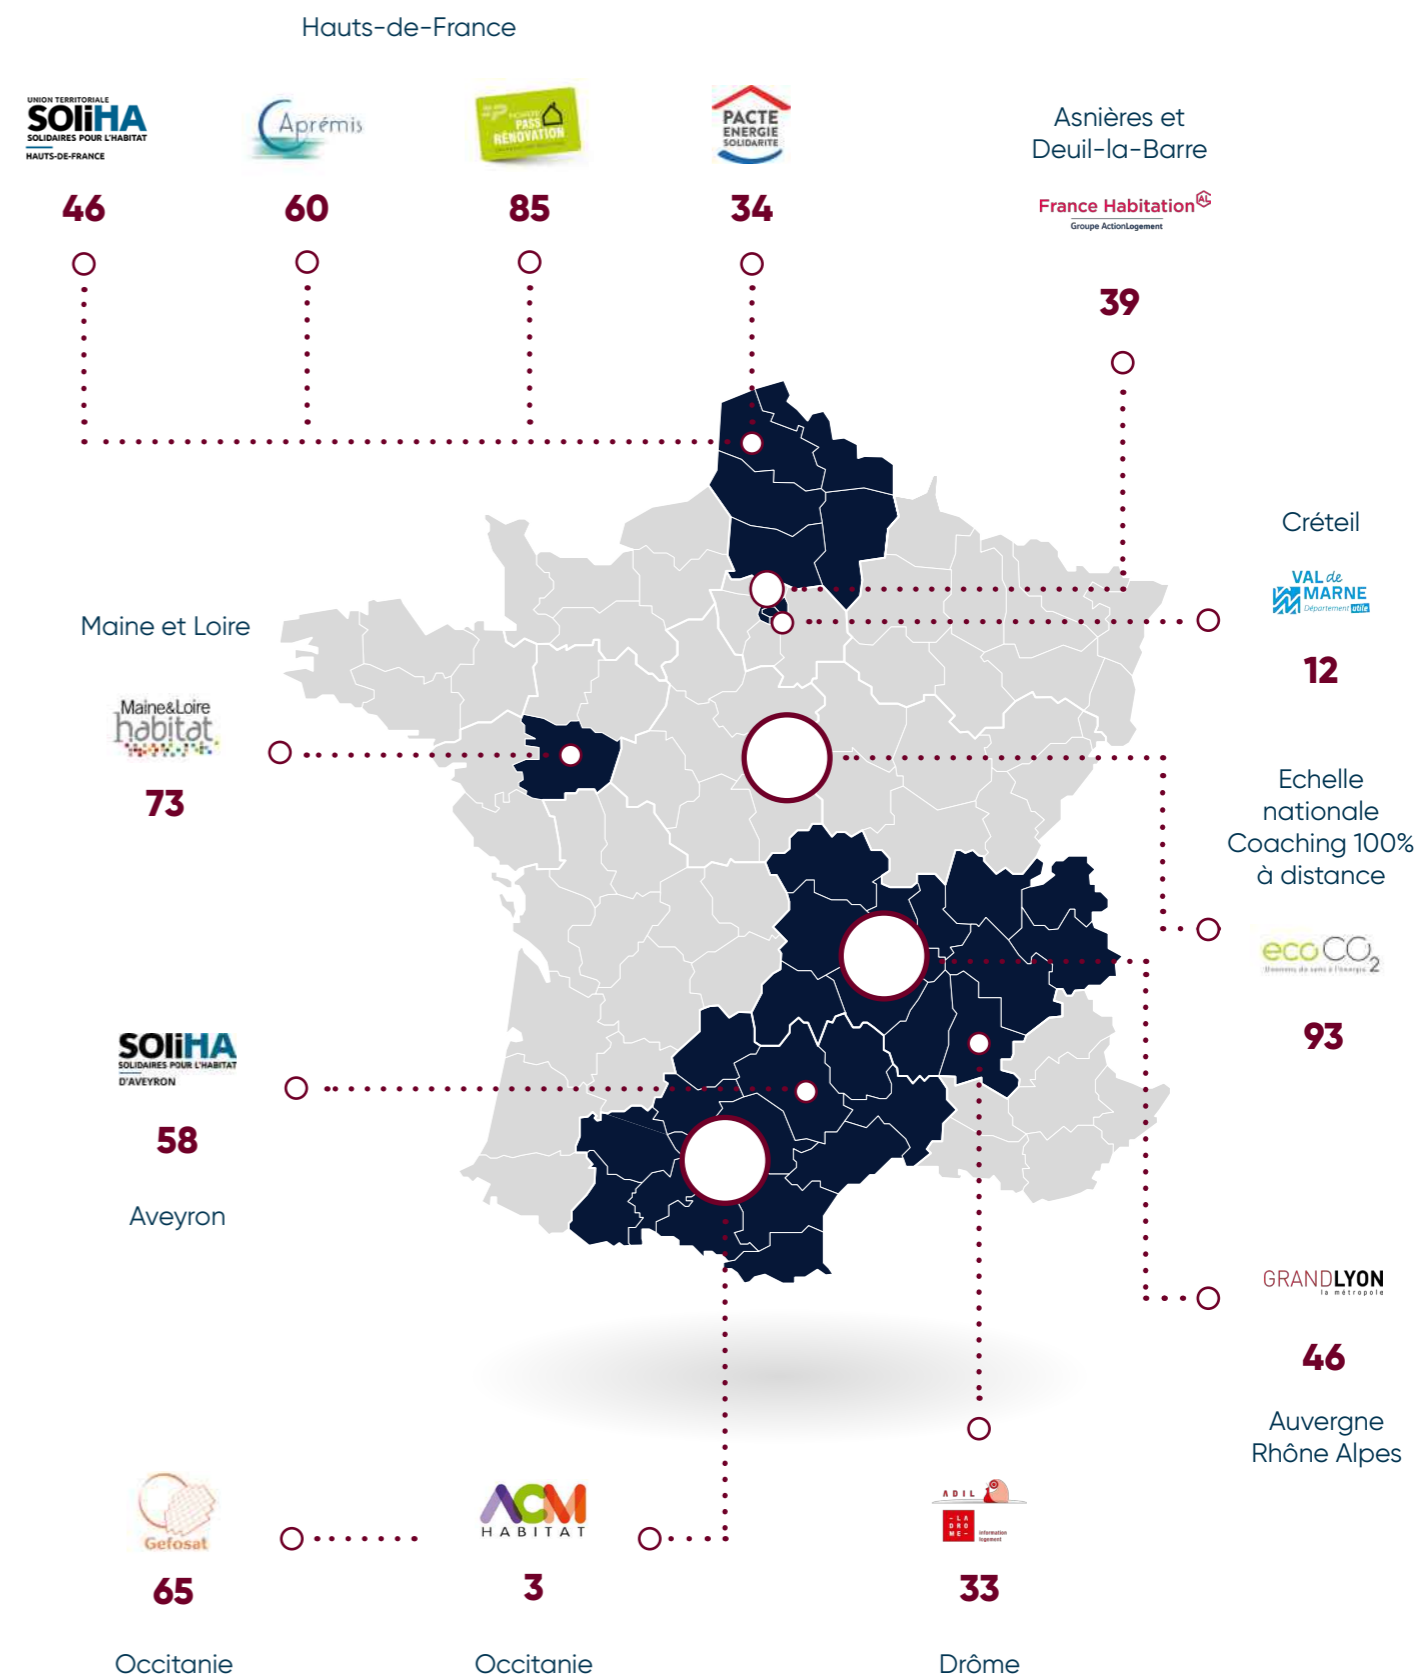 Hauts-de-France
UNION TERRITORIALE
SOLiHA
SOLIDAIRES POUR L'HABITAT
HAUTS-DE-FRANCE
46
Aprémis
60
PASS
RÉNOVATION
85
PACTE
ENERGIE
SOLIDARITE
34
Asnières et
Deuil-la-Barre
France Habitation AL
Groupe ActionLogement
39
Créteil
VAL de
MARNE
Département utile
12
Maine et Loire
Maine&Loire
habitat
73
Echelle
nationale
Coaching 100%
à distance
ecoCO2
93
SOLiHA
SOLIDAIRES POUR L'HABITAT
D'AVEYRON
58
Aveyron
GRANDLYON
la métropole
46
Auvergne
Rhône Alpes
Gefosat
65
Occitanie
ACM
HABITAT
3
Occitanie
ADIL
-LA
DRO
ME-
information
logement
33
Drôme